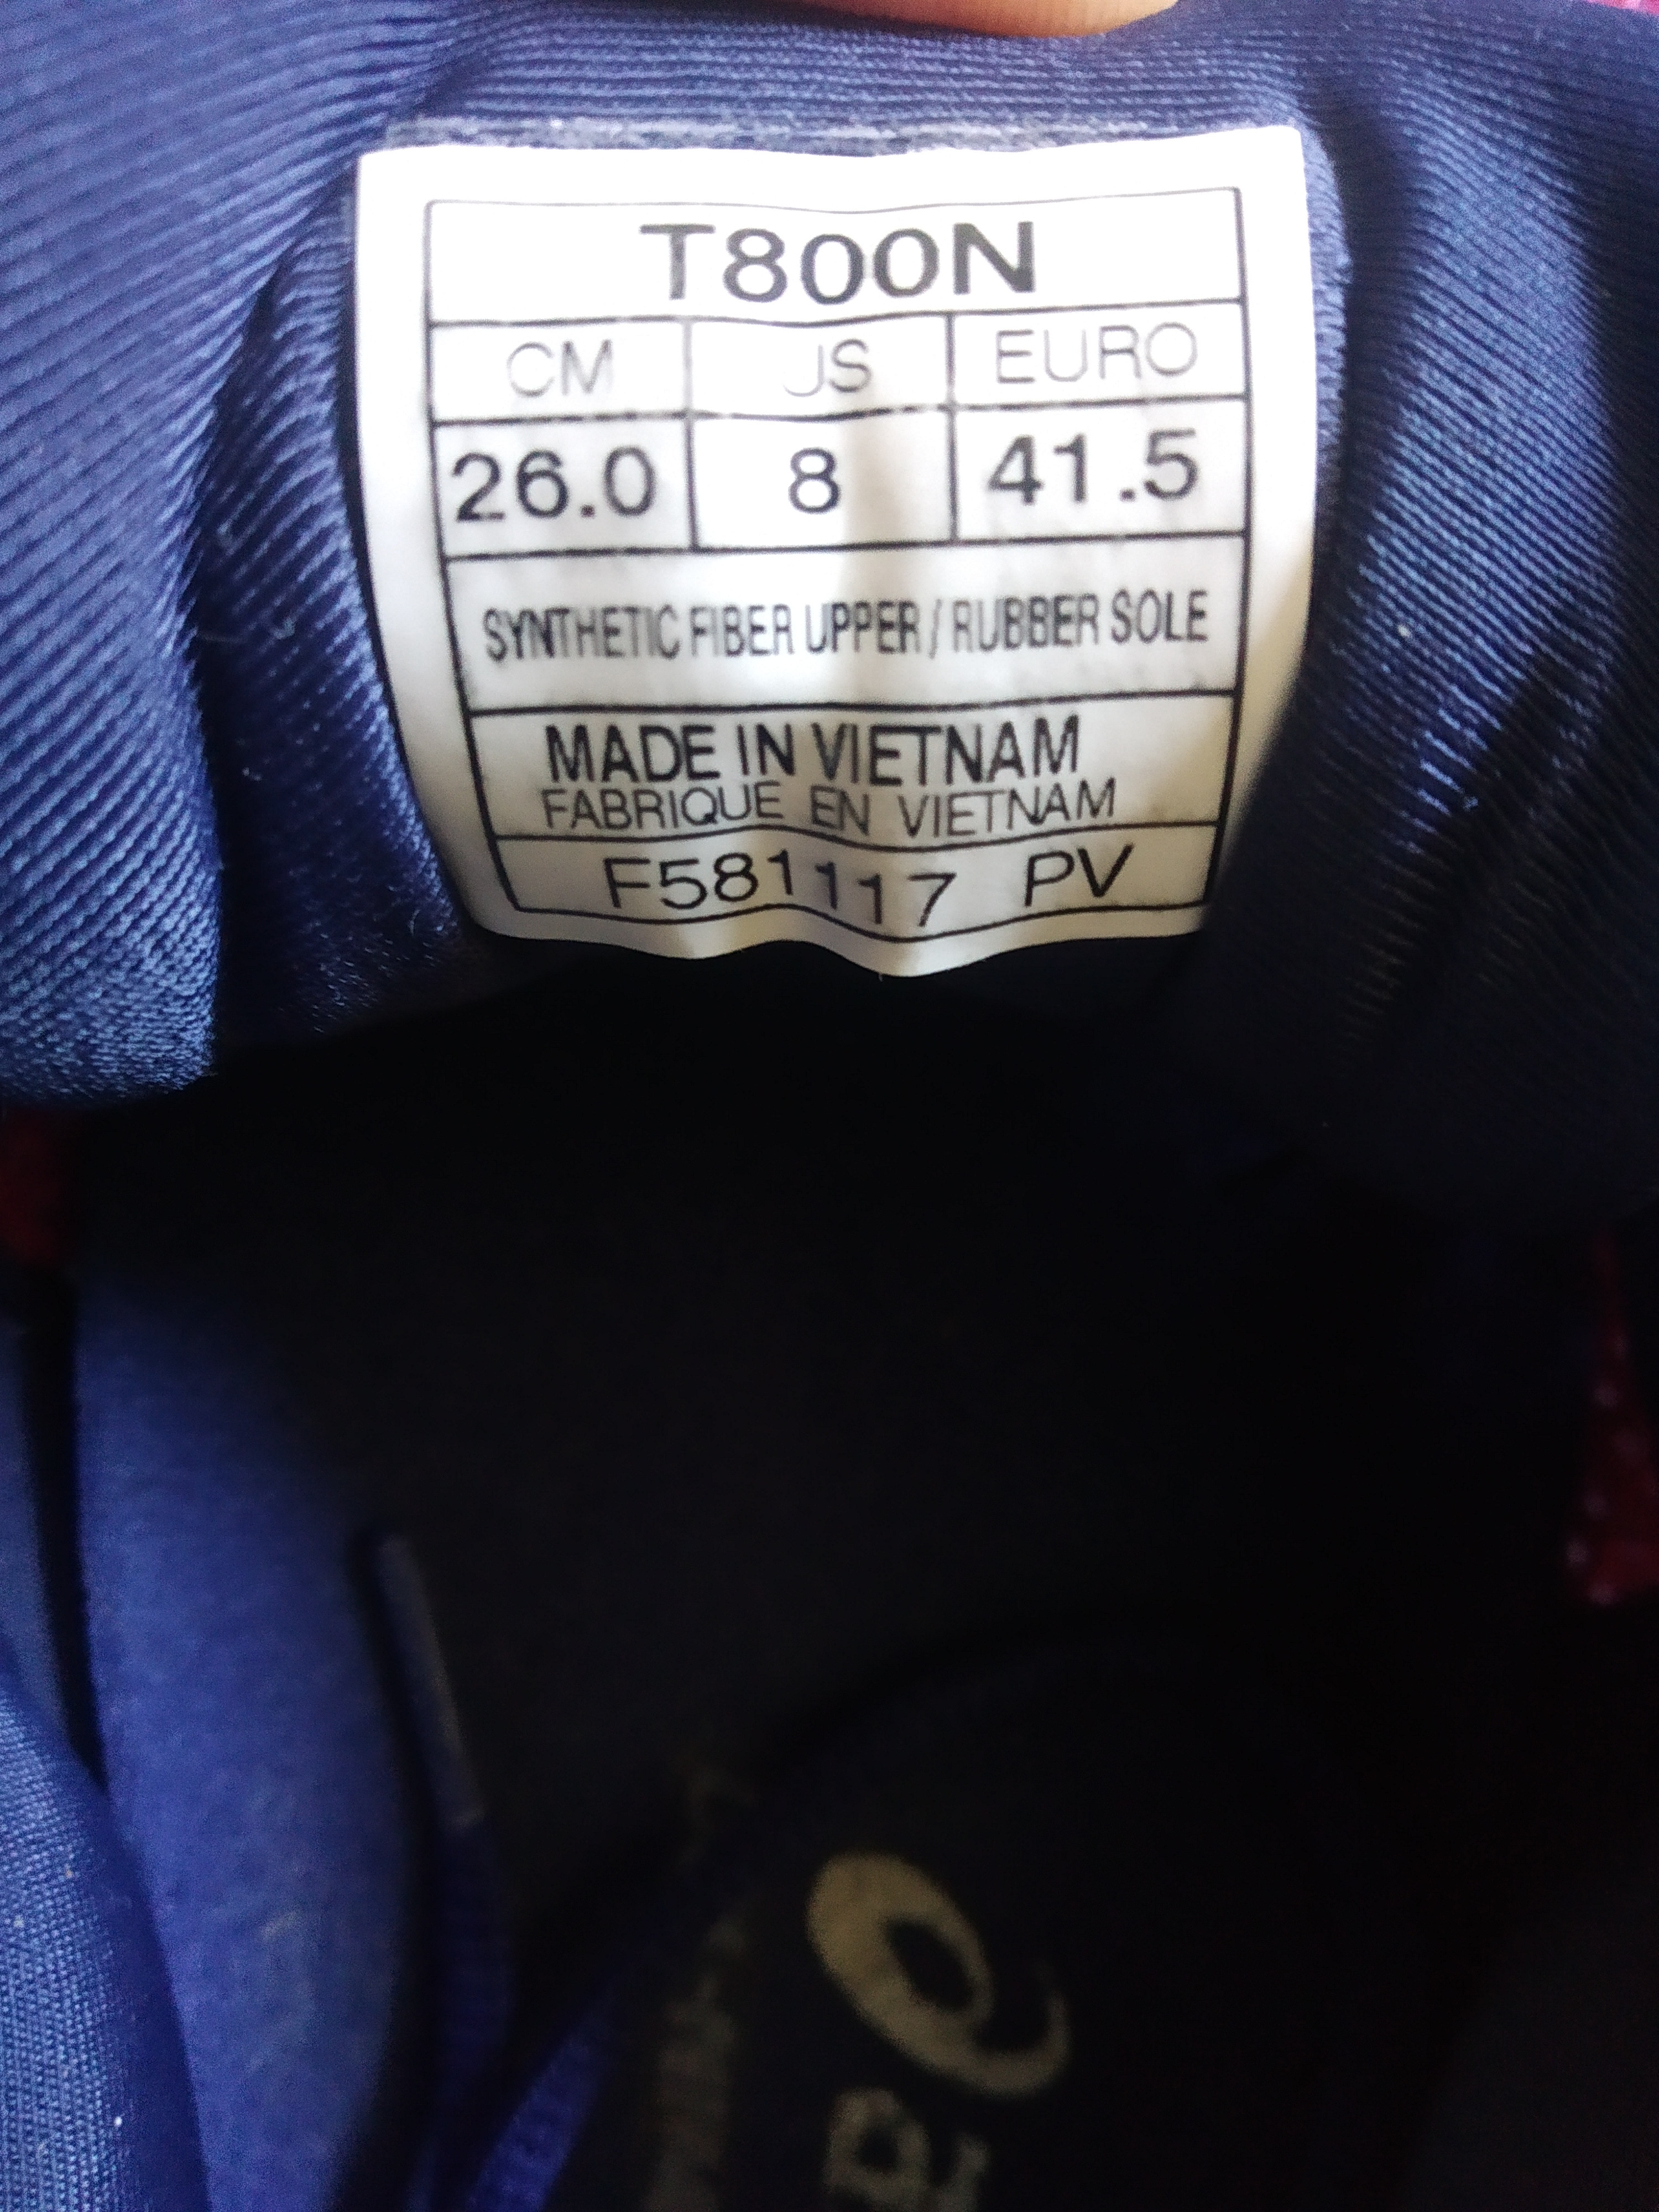 T800N
CM JS EURO
26.0 8 41.5
SYNTHETIC FIBER UPPER / RUBBER SOLE
MADE IN VIETNAM
FABRIQUE EN VIETNAM
F581117 PV